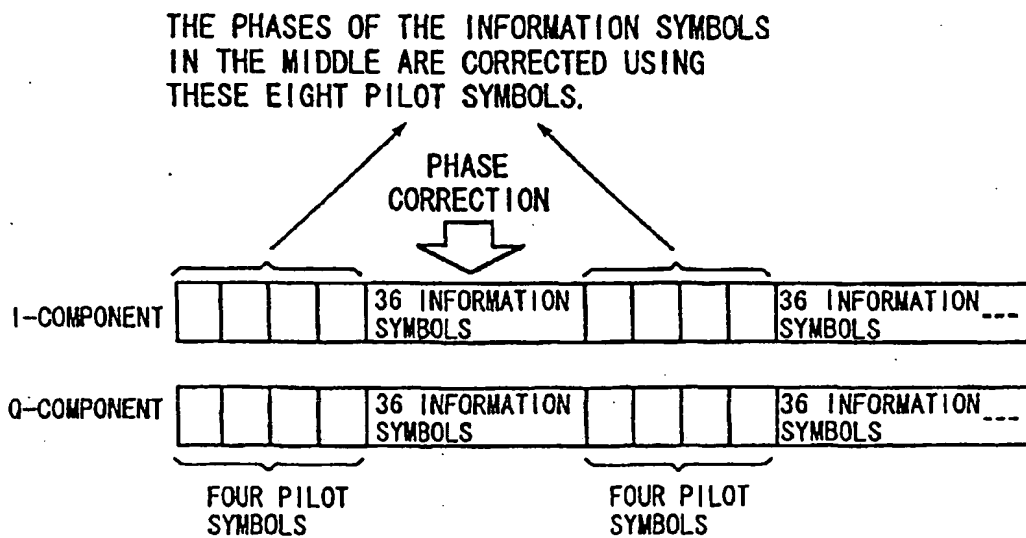 THE PHASES OF THE INFORMATION SYMBOLS
IN THE MIDDLE ARE CORRECTED USING
THESE EIGHT PILOT SYMBOLS.
PHASE
CORRECTION
I-COMPONENT
36 INFORMATION
SYMBOLS
36 INFORMATION
SYMBOLS
Q-COMPONENT
36 INFORMATION
SYMBOLS
36 INFORMATION
SYMBOLS
FOUR PILOT
SYMBOLS
FOUR PILOT
SYMBOLS